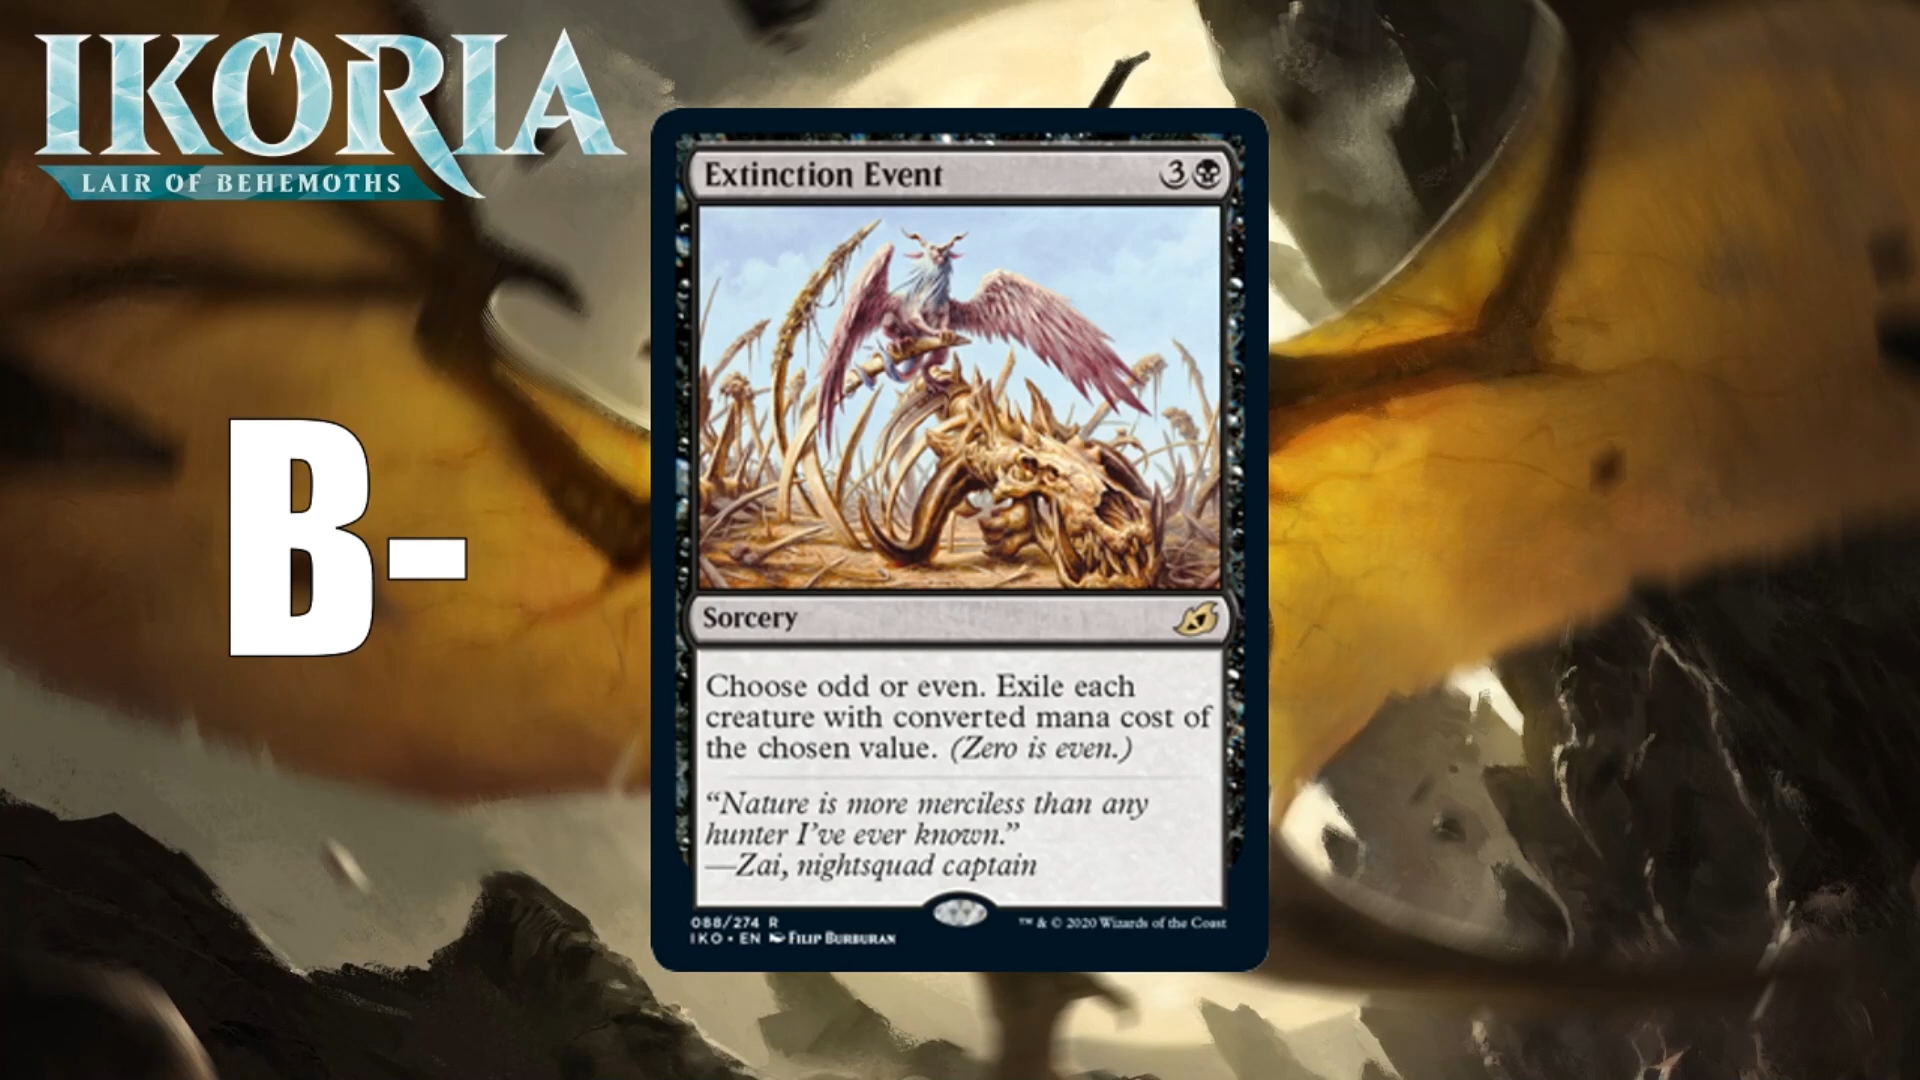 IKORIA
LAIR OF BEHEMOTHS
B-
Extinction Event 3
Sorcery
Choose odd or even. Exile each
creature with converted mana cost of
the chosen value. (Zero is even.)
“Nature is more merciless than any
hunter I’ve ever known.”
—Zai, nightsquad captain
088/274 R
IKO • EN FILIP BURBURAN
™ & © 2020 Wizards of the Coast